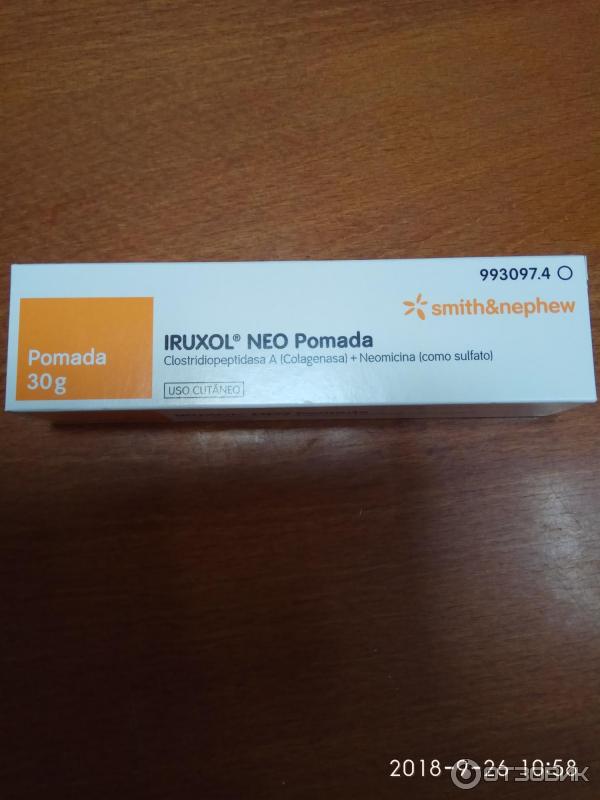 993097.4
smith&nephew
Pomada
30 g
IRUXOL® NEO Pomada
Clostridiopeptidasa A (Colagenasa) + Neomicina (como sulfato)
USO CUTÁNEO
2018-9-26 10:58
ОТЗОВИК